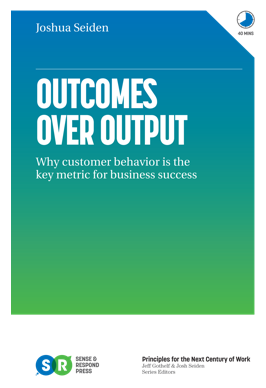 Joshua Seiden
40 MINS
OUTCOMES
OVER OUTPUT
Why customer behavior is the
key metric for business success
SR
SENSE &
RESPOND
PRESS
Principles for the Next Century of Work
Jeff Gothelf & Josh Seiden
Series Editors